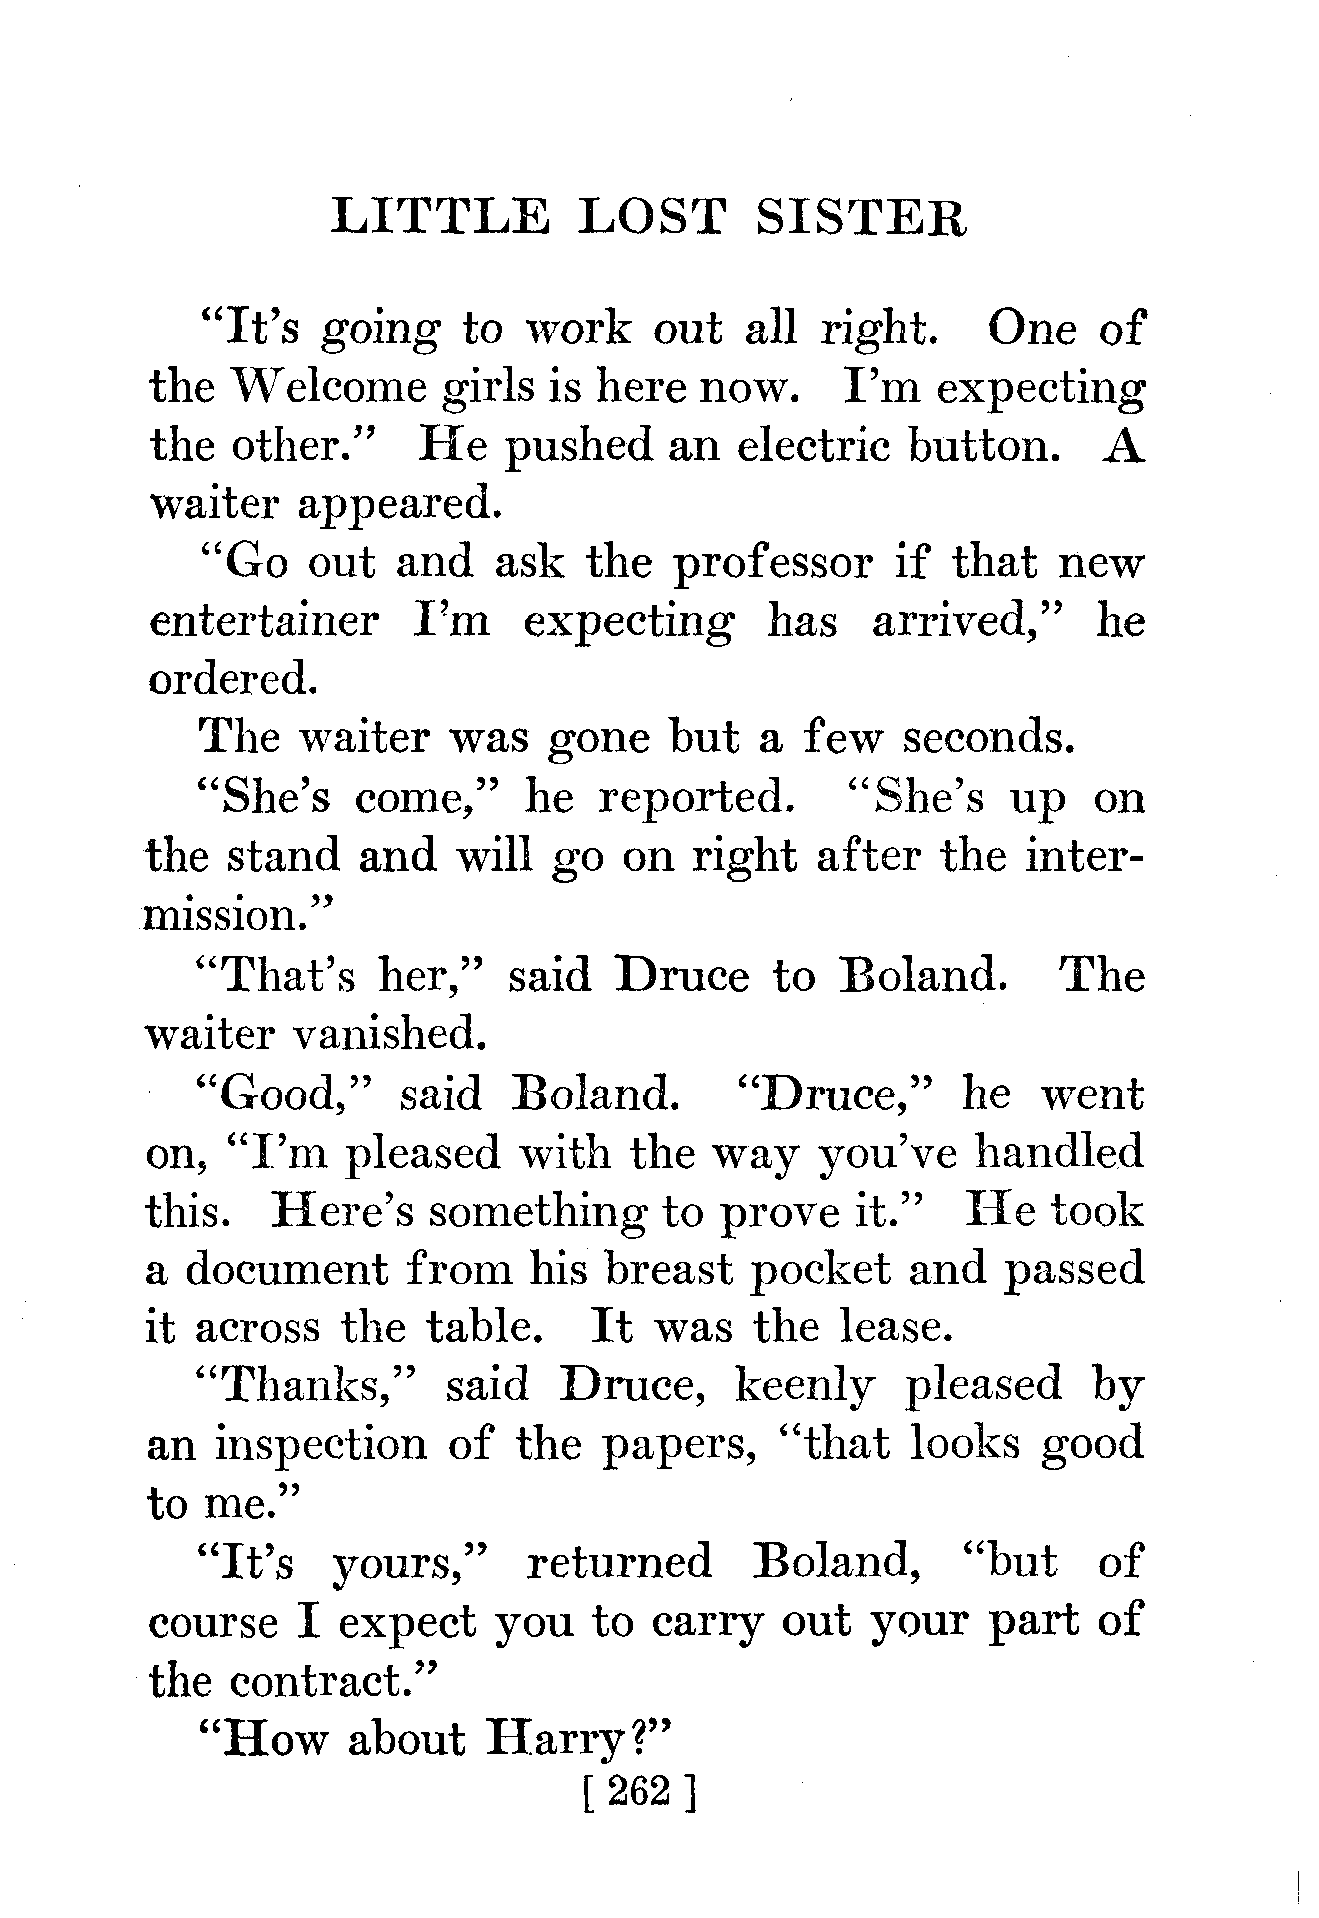 LITTLE LOST SISTER
“It’s going to work out all right. One of
the Welcome girls is here now. I’m expecting
the other.” He pushed an electric button. A
waiter appeared.
“Go out and ask the professor if that new
entertainer I’m expecting has arrived,” he
ordered.
The waiter was gone but a few seconds.
“She’s come,” he reported. “She’s up on
the stand and will go on right after the inter-
mission.”
“That’s her,” said Druce to Boland. The
waiter vanished.
“Good,” said Boland. “Druce,” he went
on, “I’m pleased with the way you’ve handled
this. Here’s something to prove it.” He took
a document from his breast pocket and passed
it across the table. It was the lease.
“Thanks,” said Druce, keenly pleased by
an inspection of the papers, “that looks good
to me.”
“It’s yours,” returned Boland, “but of
course I expect you to carry out your part of
the contract.”
“How about Harry?”
[ 262 ]